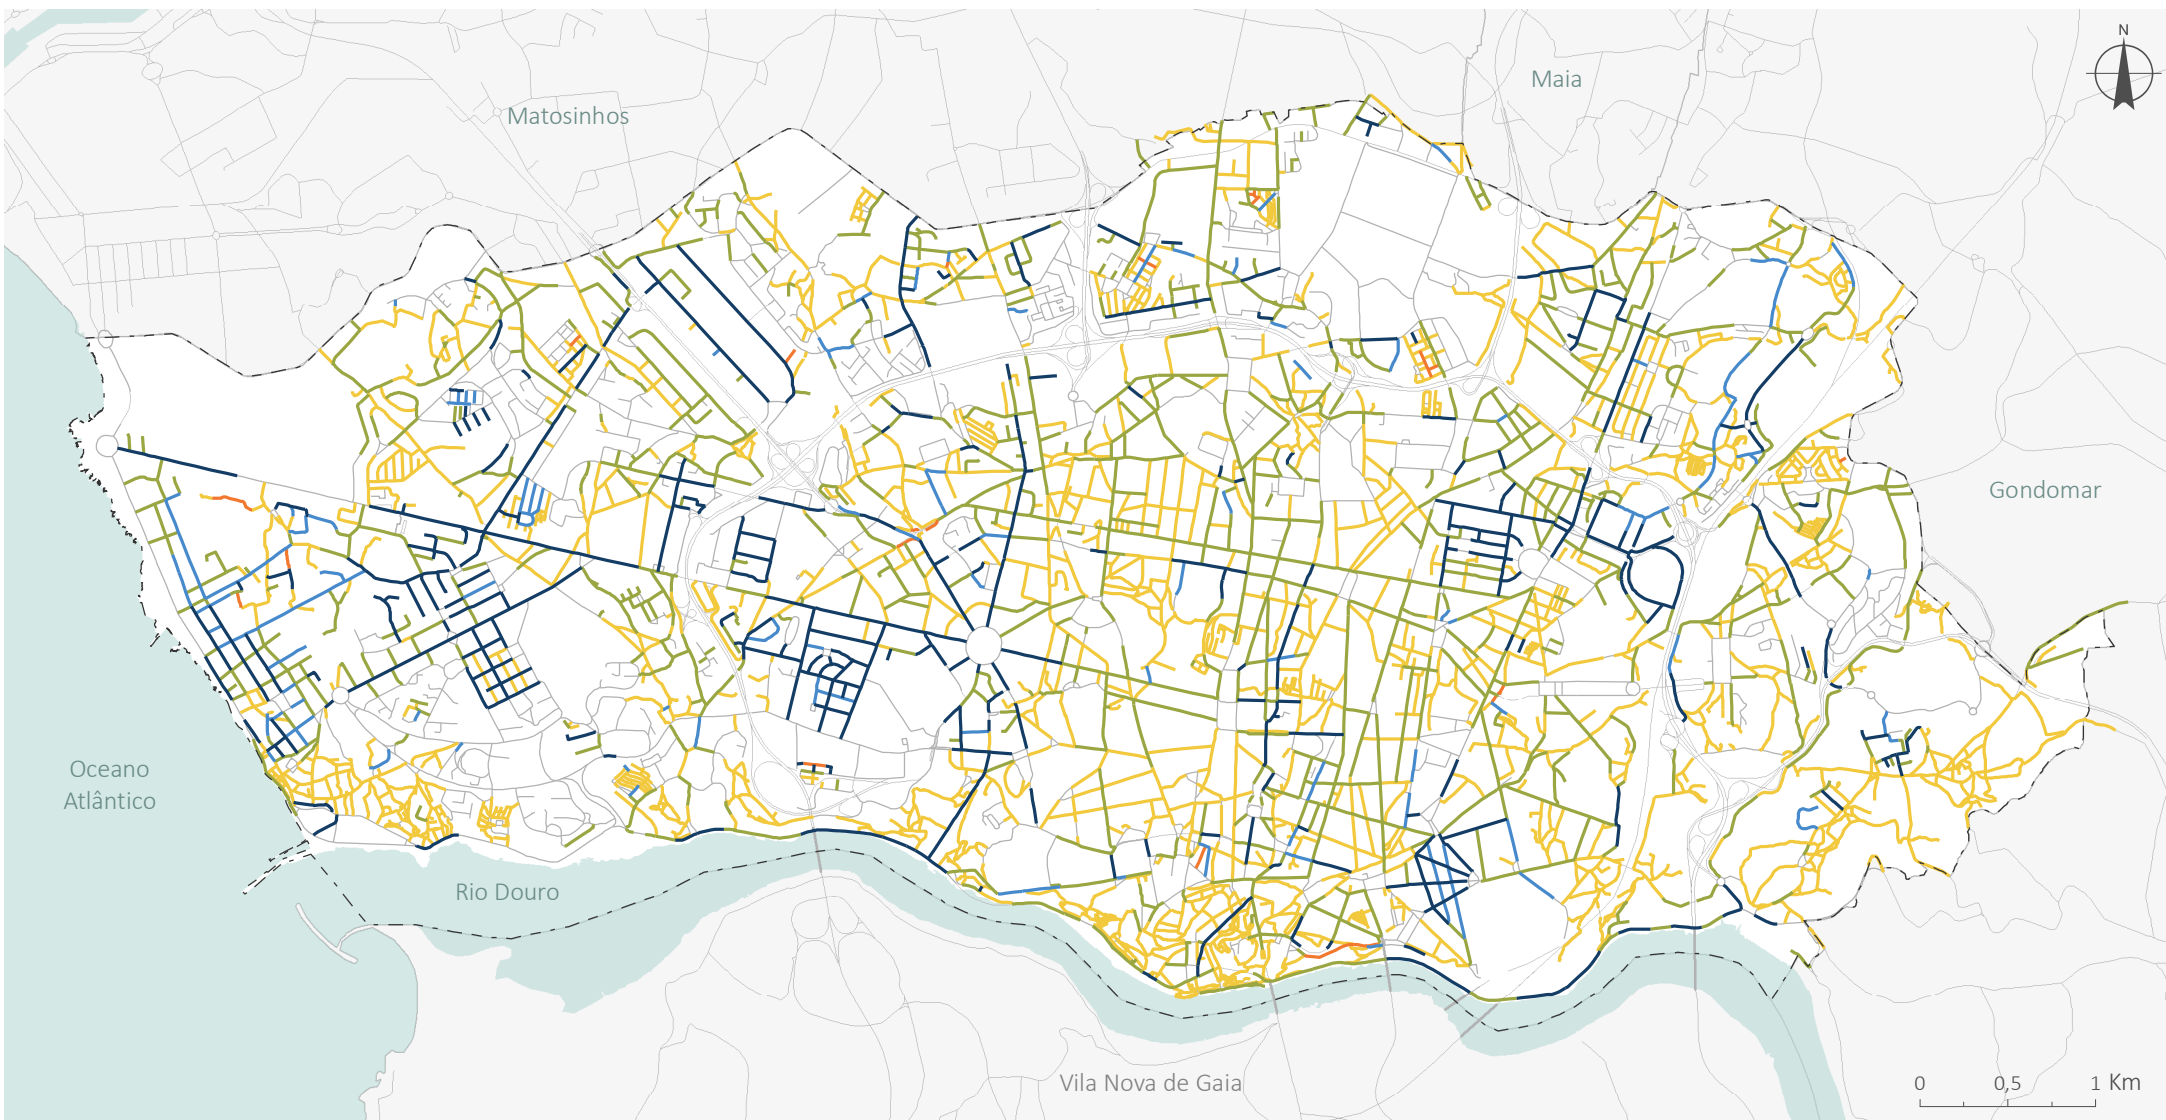 N
Maia
Matosinhos
Gondomar
Oceano
Atlântico
Rio Douro
Vila Nova de Gaia
0 0,5 1 Km